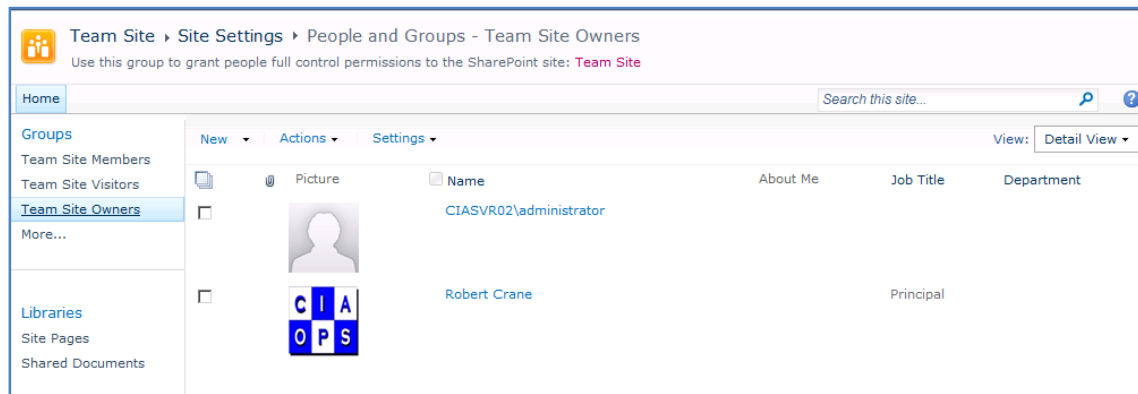 Team Site ▸ Site Settings ▸ People and Groups - Team Site Owners
Use this group to grant people full control permissions to the SharePoint site: Team Site
Home
Search this site...
?
Groups
Team Site Members
Team Site Visitors
Team Site Owners
More...
Libraries
Site Pages
Shared Documents
New Actions Settings View: Detail View
Picture Name About Me Job Title Department
CIASVR02\administrator
CIA
OPS
Robert Crane Principal